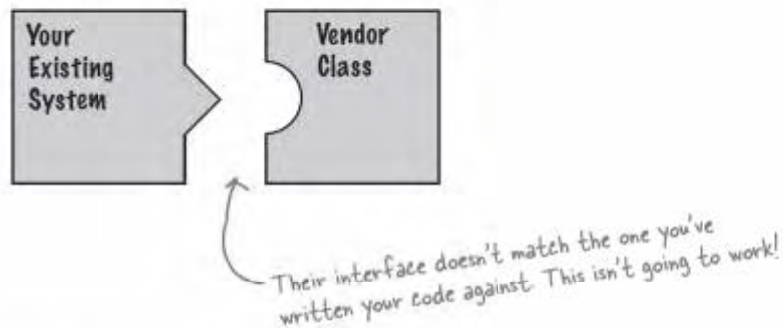 Your
Existing
System
Vendor
Class
Their interface doesn't match the one you've
written your code against. This isn't going to work!